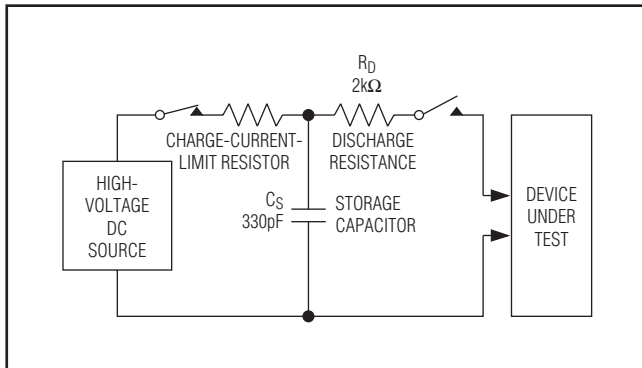 R_D
2kΩ
CHARGE-CURRENT-
LIMIT RESISTOR
DISCHARGE
RESISTANCE
HIGH-
VOLTAGE
DC
SOURCE
C_S
330pF
STORAGE
CAPACITOR
DEVICE
UNDER
TEST